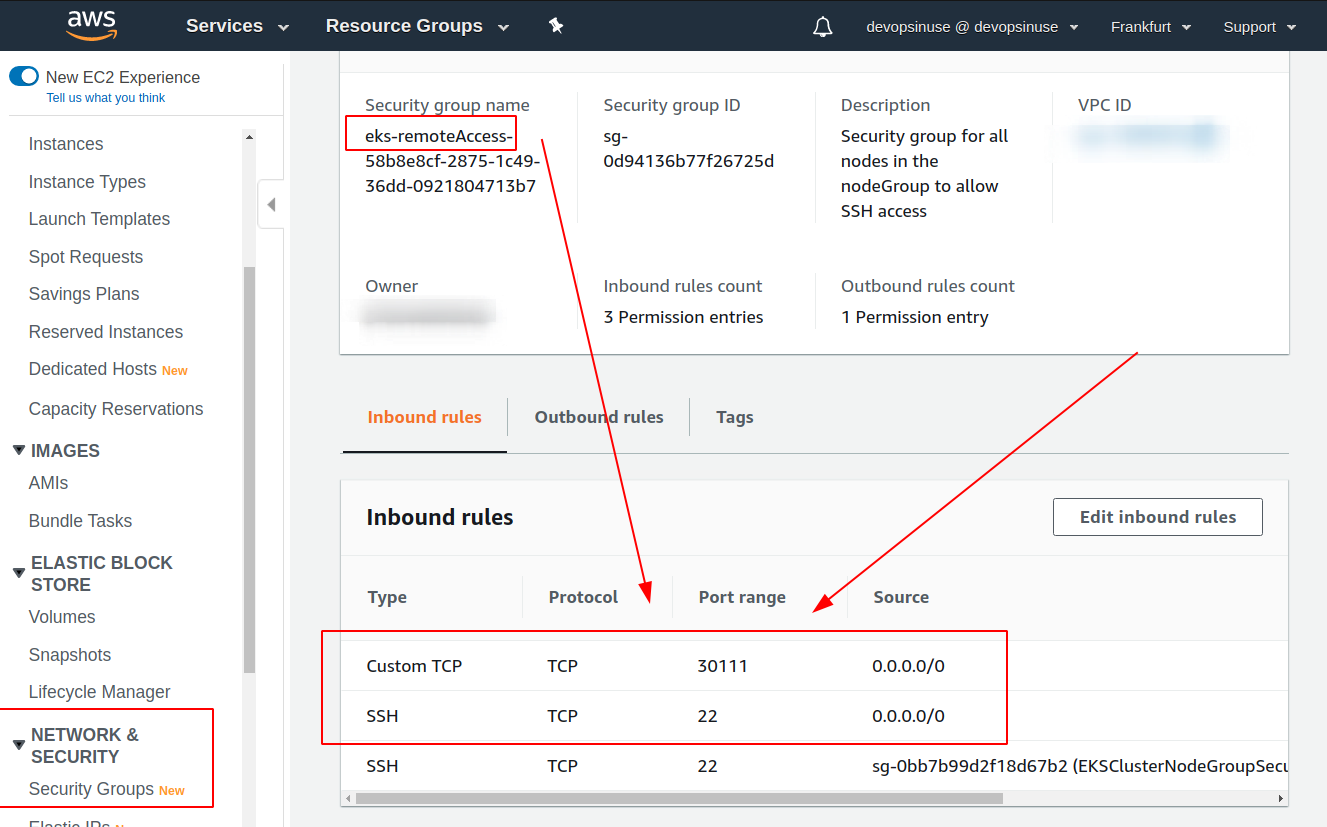 aws
Services
Resource Groups
devopsinuse @ devopsinuse
Frankfurt
Support
New EC2 Experience
Tell us what you think
Instances
Instance Types
Launch Templates
Spot Requests
Savings Plans
Reserved Instances
Dedicated Hosts New
Capacity Reservations
IMAGES
AMIs
Bundle Tasks
ELASTIC BLOCK
STORE
Volumes
Snapshots
Lifecycle Manager
NETWORK &
SECURITY
Security Groups New
Elastic IPs
Security group name
eks-remoteAccess-
58b8e8cf-2875-1c49-
36dd-0921804713b7
Security group ID
sg-
0d94136b77f26725d
Description
Security group for all
nodes in the
nodeGroup to allow
SSH access
VPC ID
Owner
Inbound rules count
3 Permission entries
Outbound rules count
1 Permission entry
Inbound rules
Outbound rules
Tags
Inbound rules
Edit inbound rules
Type Protocol Port range Source
Custom TCP TCP 30111 0.0.0.0/0
SSH TCP 22 0.0.0.0/0
SSH TCP 22 sg-0bb7b99d2f18d67b2 (EKSClusterNodeGroupSecu